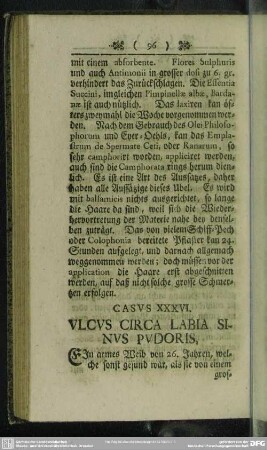 ( 96 )
mit einem absorbente. Flores Sulphuris
und auch Antimonii in grosser dosi zu 6. gr.
verhindert das Zurückschlagen. Die Essentia
Succini, imgleichen Pimpinellæ albæ, Barda-
næ ist auch nützlich. Das laxiren kan öf-
ters zweymahl die Woche vorgenommen wer-
den. Nach dem Gebrauch des Olei Philoso-
phorum und Eyer-Oehls, kan das Empla-
strum de Spermate Ceti, oder Ranarum, so
sehr camphorirt worden, appliciret werden,
auch sind die Camphorata rings herum dien-
lich. Es ist eine Art des Aussatzes, daher
haben alle Aussätzige dieses Ubel. Es wird
mit balsamicis nichts ausgerichtet, so lange
die Haare da sind, weil sich die Wieder-
hervortretung der Materie nahe bey densel-
ben zuträgt. Das von vielem Schiff-Pech
oder Colophonia bereitete Pflaster kan 24.
Stunden aufgelegt, und darnach allgemach
weggenommen werden; doch müssen vor der
application die Haare erst abgeschnitten
werden, auf daß nicht solche grosse Schmer-
tzen erfolgen.
CASVS XXXVI.
VLCVS CIRCA LABIA SI-
NVS PVDORIS,
EIn armes Weib von 26. Jahren, wel-
che sonst gesund war, als sie von einem
gros-